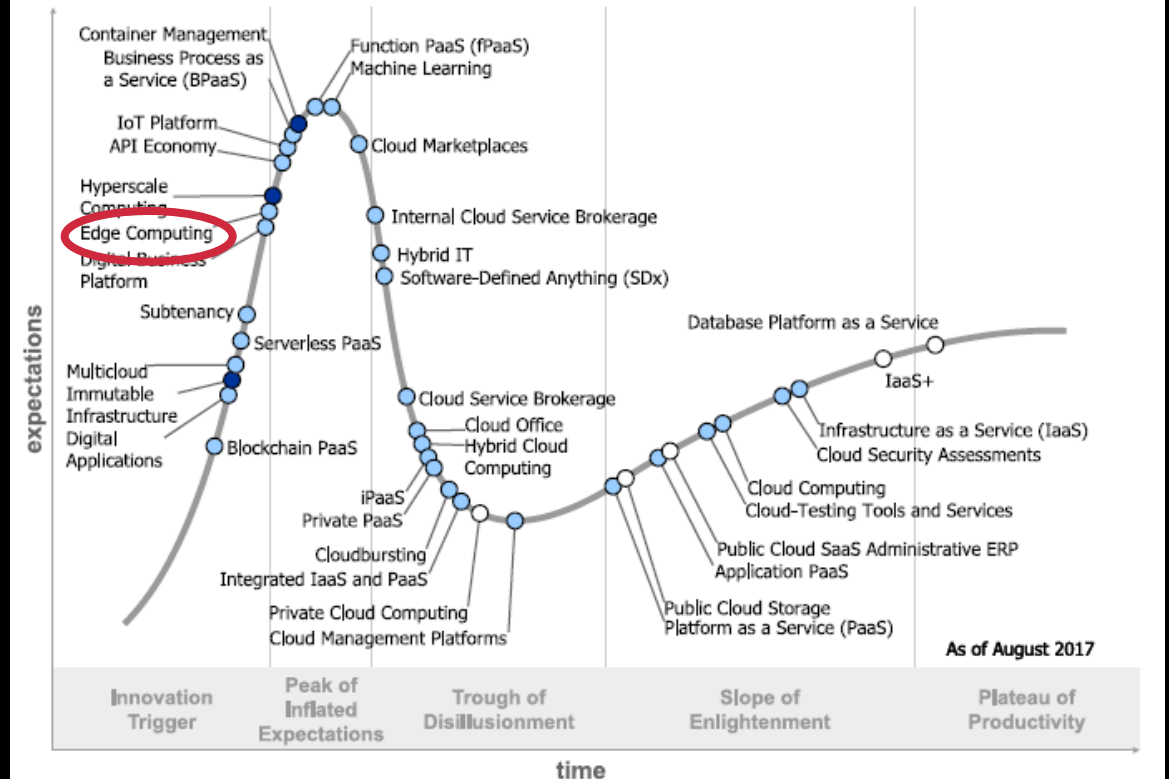 Container Management
Business Process as
a Service (BPaaS)
Function PaaS (fPaaS)
Machine Learning
IoT Platform
API Economy
Cloud Marketplaces
Hyperscale
Computing
Edge Computing
Digital Business
Platform
Internal Cloud Service Brokerage
Hybrid IT
Software-Defined Anything (SDx)
Subtenancy
Serverless PaaS
Multicloud
Immutable
Infrastructure
Digital
Applications
Blockchain PaaS
Database Platform as a Service
IaaS+
Cloud Service Brokerage
Cloud Office
Hybrid Cloud
Computing
iPaaS
Private PaaS
Cloudbursting
Integrated IaaS and PaaS
Private Cloud Computing
Cloud Management Platforms
Infrastructure as a Service (IaaS)
Cloud Security Assessments
Cloud Computing
Cloud-Testing Tools and Services
Public Cloud SaaS Administrative ERP
Application PaaS
Public Cloud Storage
Platform as a Service (PaaS)
As of August 2017
expectations
Innovation
Trigger
Peak of
Inflated
Expectations
Trough of
Disillusionment
Slope of
Enlightenment
Plateau of
Productivity
time